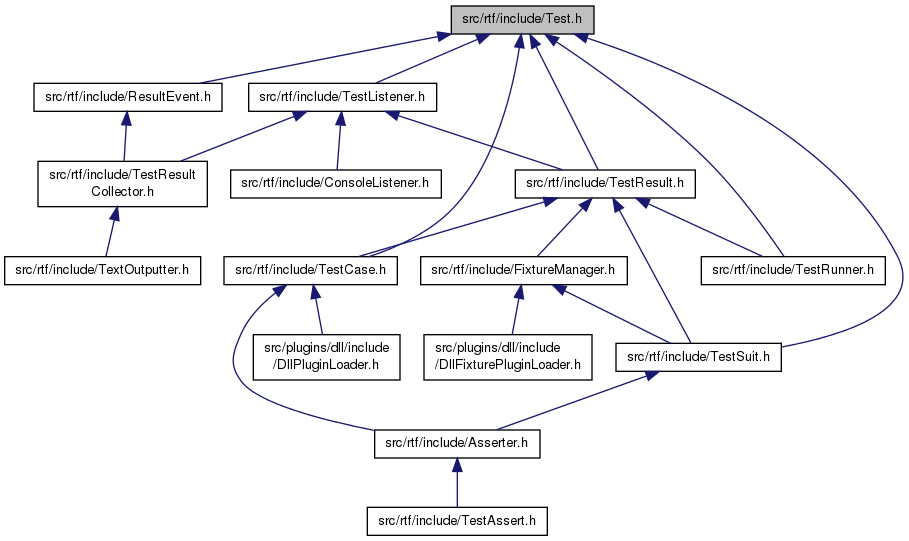 src/rtf/include/Test.h
src/rtf/include/ResultEvent.h
src/rtf/include/TestListener.h
src/rtf/include/TestResult
Collector.h
src/rtf/include/ConsoleListener.h
src/rtf/include/TestResult.h
src/rtf/include/TextOutputter.h
src/rtf/include/TestCase.h
src/rtf/include/FixtureManager.h
src/rtf/include/TestRunner.h
src/plugins/dll/include
/DllPluginLoader.h
src/plugins/dll/include
/DllFixturePluginLoader.h
src/rtf/include/TestSuit.h
src/rtf/include/Asserter.h
src/rtf/include/TestAssert.h